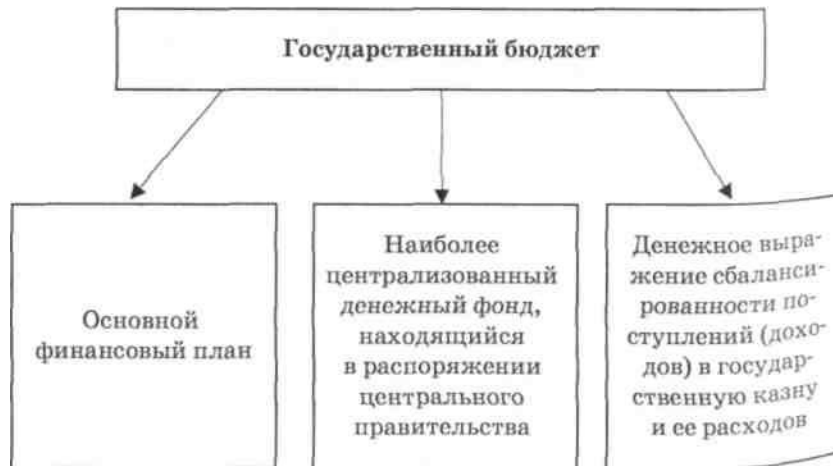 Государственный бюджет
Основной
финансовый план
Наиболее
централизованный
денежный фонд,
находящийся
в распоряжении
центрального
правительства
Денежное выра-
жение сбаланси-
рованности по-
ступлений (дохо-
дов) в государ-
ственную казну
и ее расходов